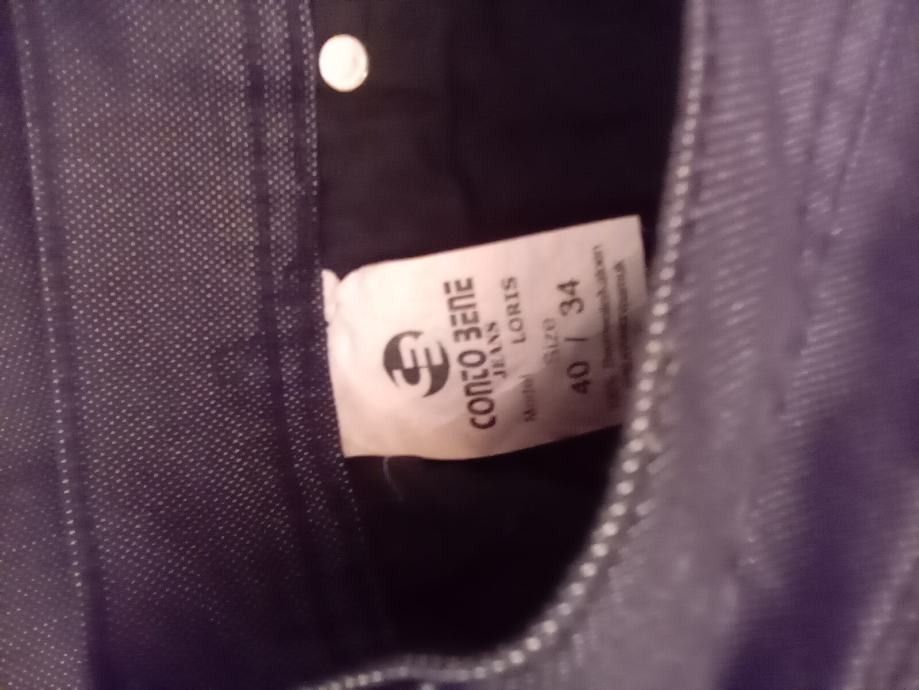 CONTO BENE
JEANS
Model LORIS
Size
40 / 34